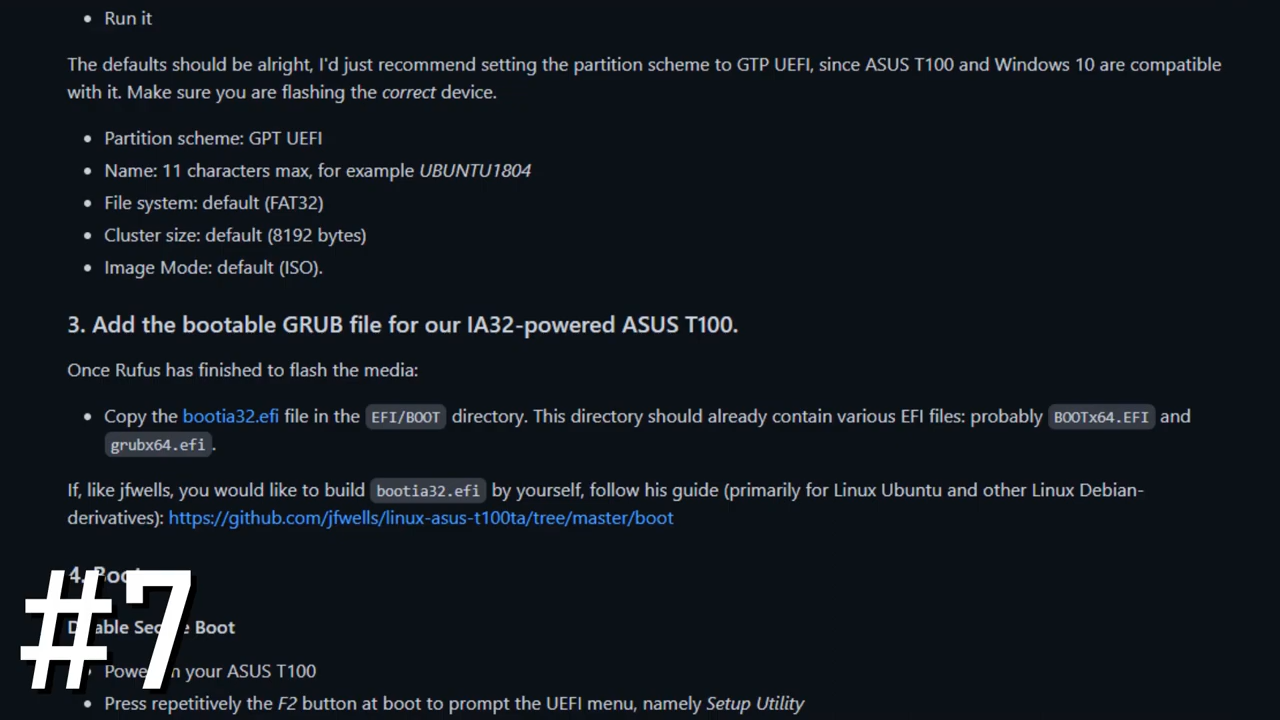 Run it
The defaults should be alright, I'd just recommend setting the partition scheme to GTP UEFI, since ASUS T100 and Windows 10 are compatible
with it. Make sure you are flashing the correct device.
Partition scheme: GPT UEFI
Name: 11 characters max, for example UBUNTU1804
File system: default (FAT32)
Cluster size: default (8192 bytes)
Image Mode: default (ISO).
3. Add the bootable GRUB file for our IA32-powered ASUS T100.
Once Rufus has finished to flash the media:
Copy the bootia32.efi file in the EFI/BOOT directory. This directory should already contain various EFI files: probably BOOTx64.EFI and
grubx64.efi.
If, like jfwells, you would like to build bootia32.efi by yourself, follow his guide (primarily for Linux Ubuntu and other Linux Debian-
derivatives): https://github.com/jfwells/linux-asus-t100ta/tree/master/boot
4. Boot
Disable Secure Boot
Power on your ASUS T100
Press repetitively the F2 button at boot to prompt the UEFI menu, namely Setup Utility
#7